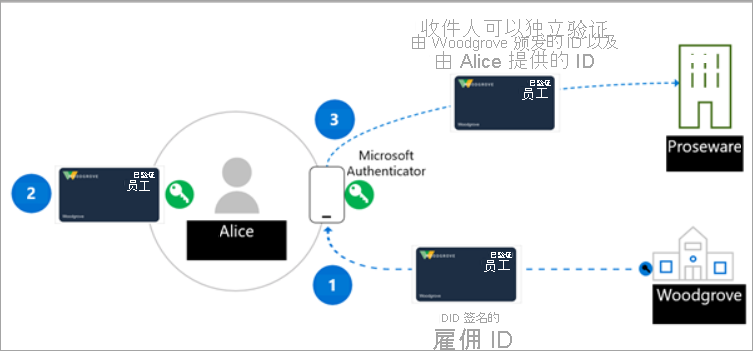 收件人可以独立验证
由 Woodgrove 颁发的 ID 以及
由 Alice 提供的 ID
WOODGROVE
已验证
员工
Woodgrove
3
Proseware
Microsoft
Authenticator
2
WOODGROVE
已验证
员工
Woodgrove
Alice
1
WOODGROVE
已验证
员工
Woodgrove
Woodgrove
DID 签名的
雇佣 ID